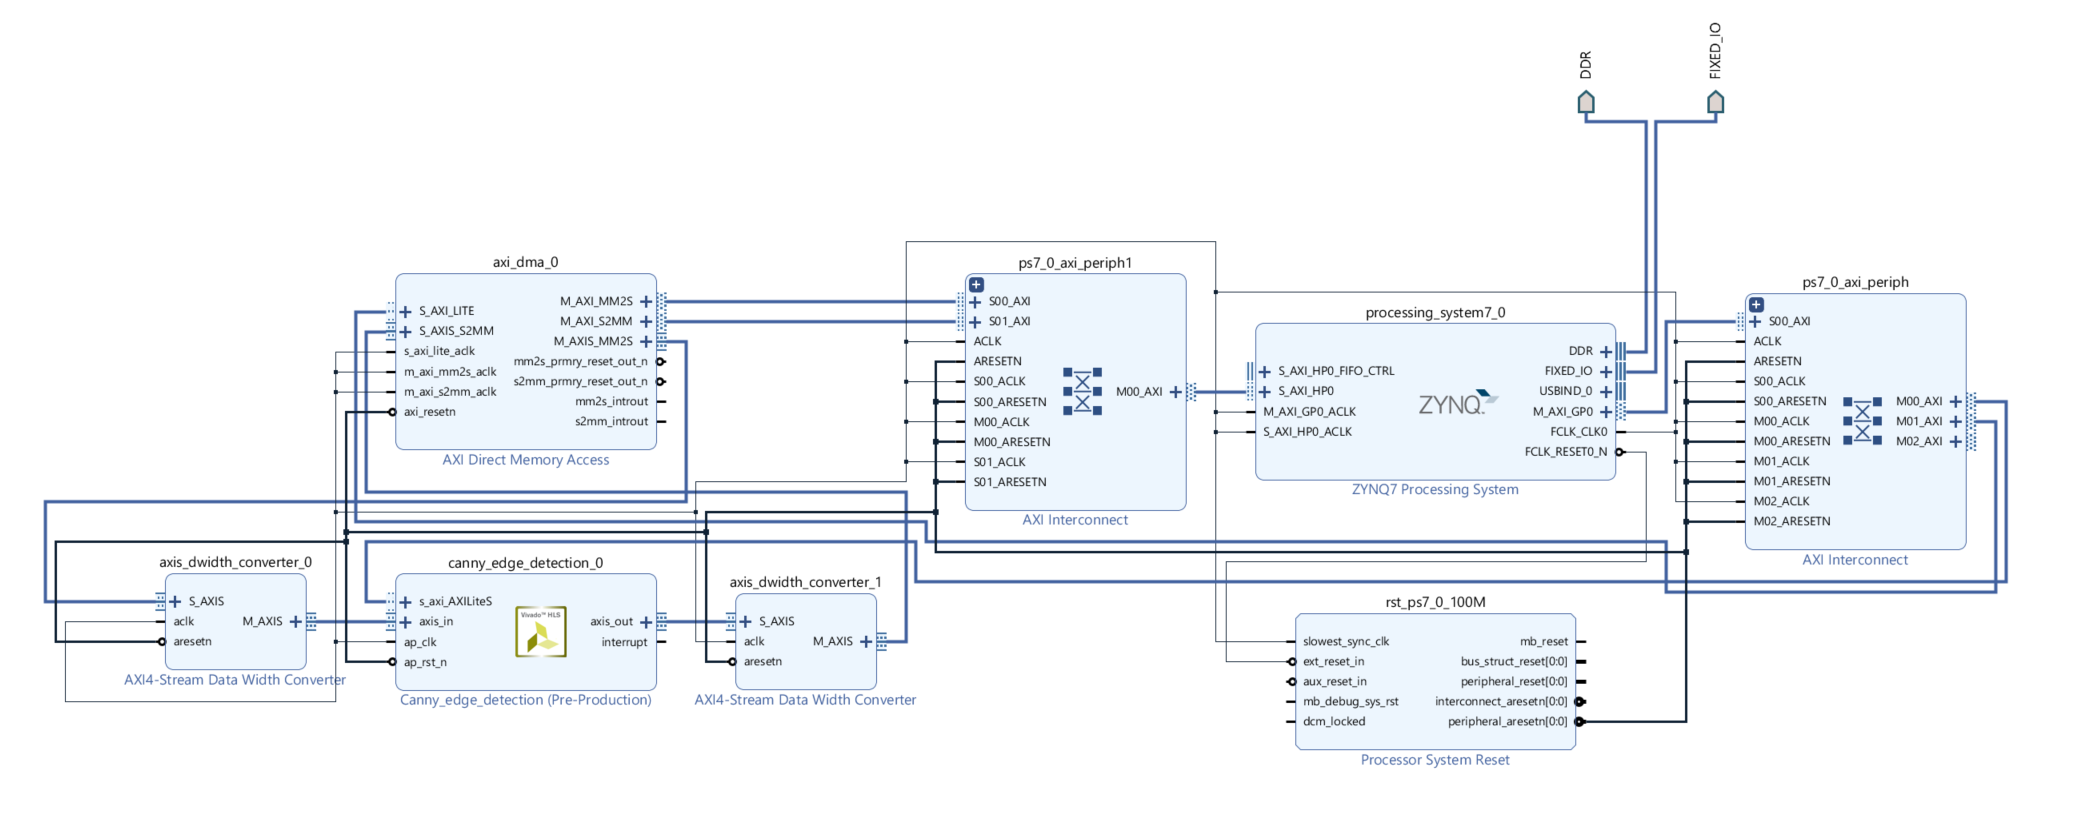 DDR
FIXED_IO
axi_dma_0
S_AXI_LITE
S_AXIS_S2MM
s_axi_lite_aclk
m_axi_mm2s_aclk
m_axi_s2mm_aclk
axi_resetn
M_AXI_MM2S
M_AXI_S2MM
M_AXIS_MM2S
mm2s_prmry_reset_out_n
s2mm_prmry_reset_out_n
mm2s_introut
s2mm_introut
AXI Direct Memory Access
ps7_0_axi_periph1
S00_AXI
S01_AXI
ACLK
ARESETN
S00_ACLK
S00_ARESETN
M00_ACLK
M00_ARESETN
S01_ACLK
S01_ARESETN
M00_AXI
AXI Interconnect
processing_system7_0
S_AXI_HP0_FIFO_CTRL
S_AXI_HP0
M_AXI_GP0_ACLK
S_AXI_HP0_ACLK
ZYNQ
DDR
FIXED_IO
USBIND_0
M_AXI_GP0
FCLK_CLK0
FCLK_RESET0_N
ZYNQ7 Processing System
ps7_0_axi_periph
S00_AXI
ACLK
ARESETN
S00_ACLK
S00_ARESETN
M00_ACLK
M00_ARESETN
M01_ACLK
M01_ARESETN
M02_ACLK
M02_ARESETN
M00_AXI
M01_AXI
M02_AXI
AXI Interconnect
axis_dwidth_converter_0
S_AXIS
aclk
aresetn
M_AXIS
AXI4-Stream Data Width Converter
canny_edge_detection_0
s_axi_AXILiteS
axis_in
ap_clk
ap_rst_n
Vivado™ HLS
axis_out
interrupt
Canny_edge_detection (Pre-Production)
axis_dwidth_converter_1
S_AXIS
aclk
aresetn
M_AXIS
AXI4-Stream Data Width Converter
rst_ps7_0_100M
slowest_sync_clk
ext_reset_in
aux_reset_in
mb_debug_sys_rst
dcm_locked
mb_reset
bus_struct_reset[0:0]
peripheral_reset[0:0]
interconnect_aresetn[0:0]
peripheral_aresetn[0:0]
Processor System Reset